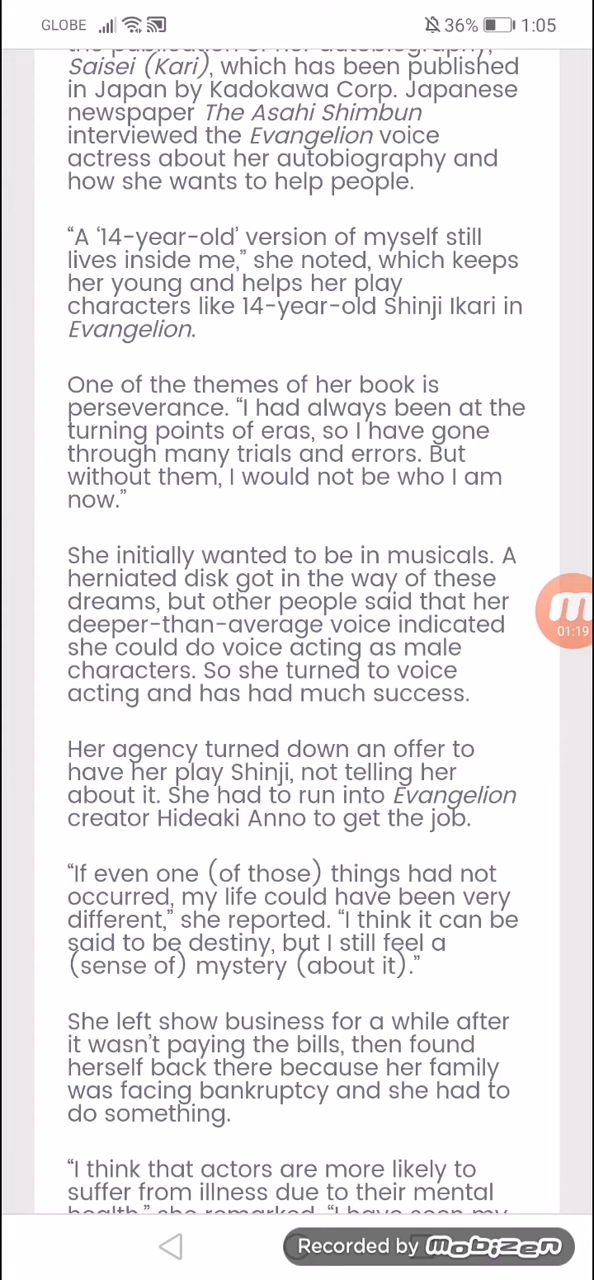 GLOBE 36% 1:05
the publication of her autobiography,
Saisei (Kari), which has been published
in Japan by Kadokawa Corp. Japanese
newspaper The Asahi Shimbun
interviewed the Evangelion voice
actress about her autobiography and
how she wants to help people.
“A ‘14-year-old’ version of myself still
lives inside me,” she noted, which keeps
her young and helps her play
characters like 14-year-old Shinji Ikari in
Evangelion.
One of the themes of her book is
perseverance. “I had always been at the
turning points of eras, so I have gone
through many trials and errors. But
without them, I would not be who I am
now.”
She initially wanted to be in musicals. A
herniated disk got in the way of these
dreams, but other people said that her
deeper-than-average voice indicated
she could do voice acting as male
characters. So she turned to voice
acting and has had much success.
m
01:19
Her agency turned down an offer to
have her play Shinji, not telling her
about it. She had to run into Evangelion
creator Hideaki Anno to get the job.
“If even one (of those) things had not
occurred, my life could have been very
different,” she reported. “I think it can be
said to be destiny, but I still feel a
(sense of) mystery (about it).”
She left show business for a while after
it wasn’t paying the bills, then found
herself back there because her family
was facing bankruptcy and she had to
do something.
“I think that actors are more likely to
suffer from illness due to their mental
health,” she remarked. “I have seen my
Recorded by mobizen